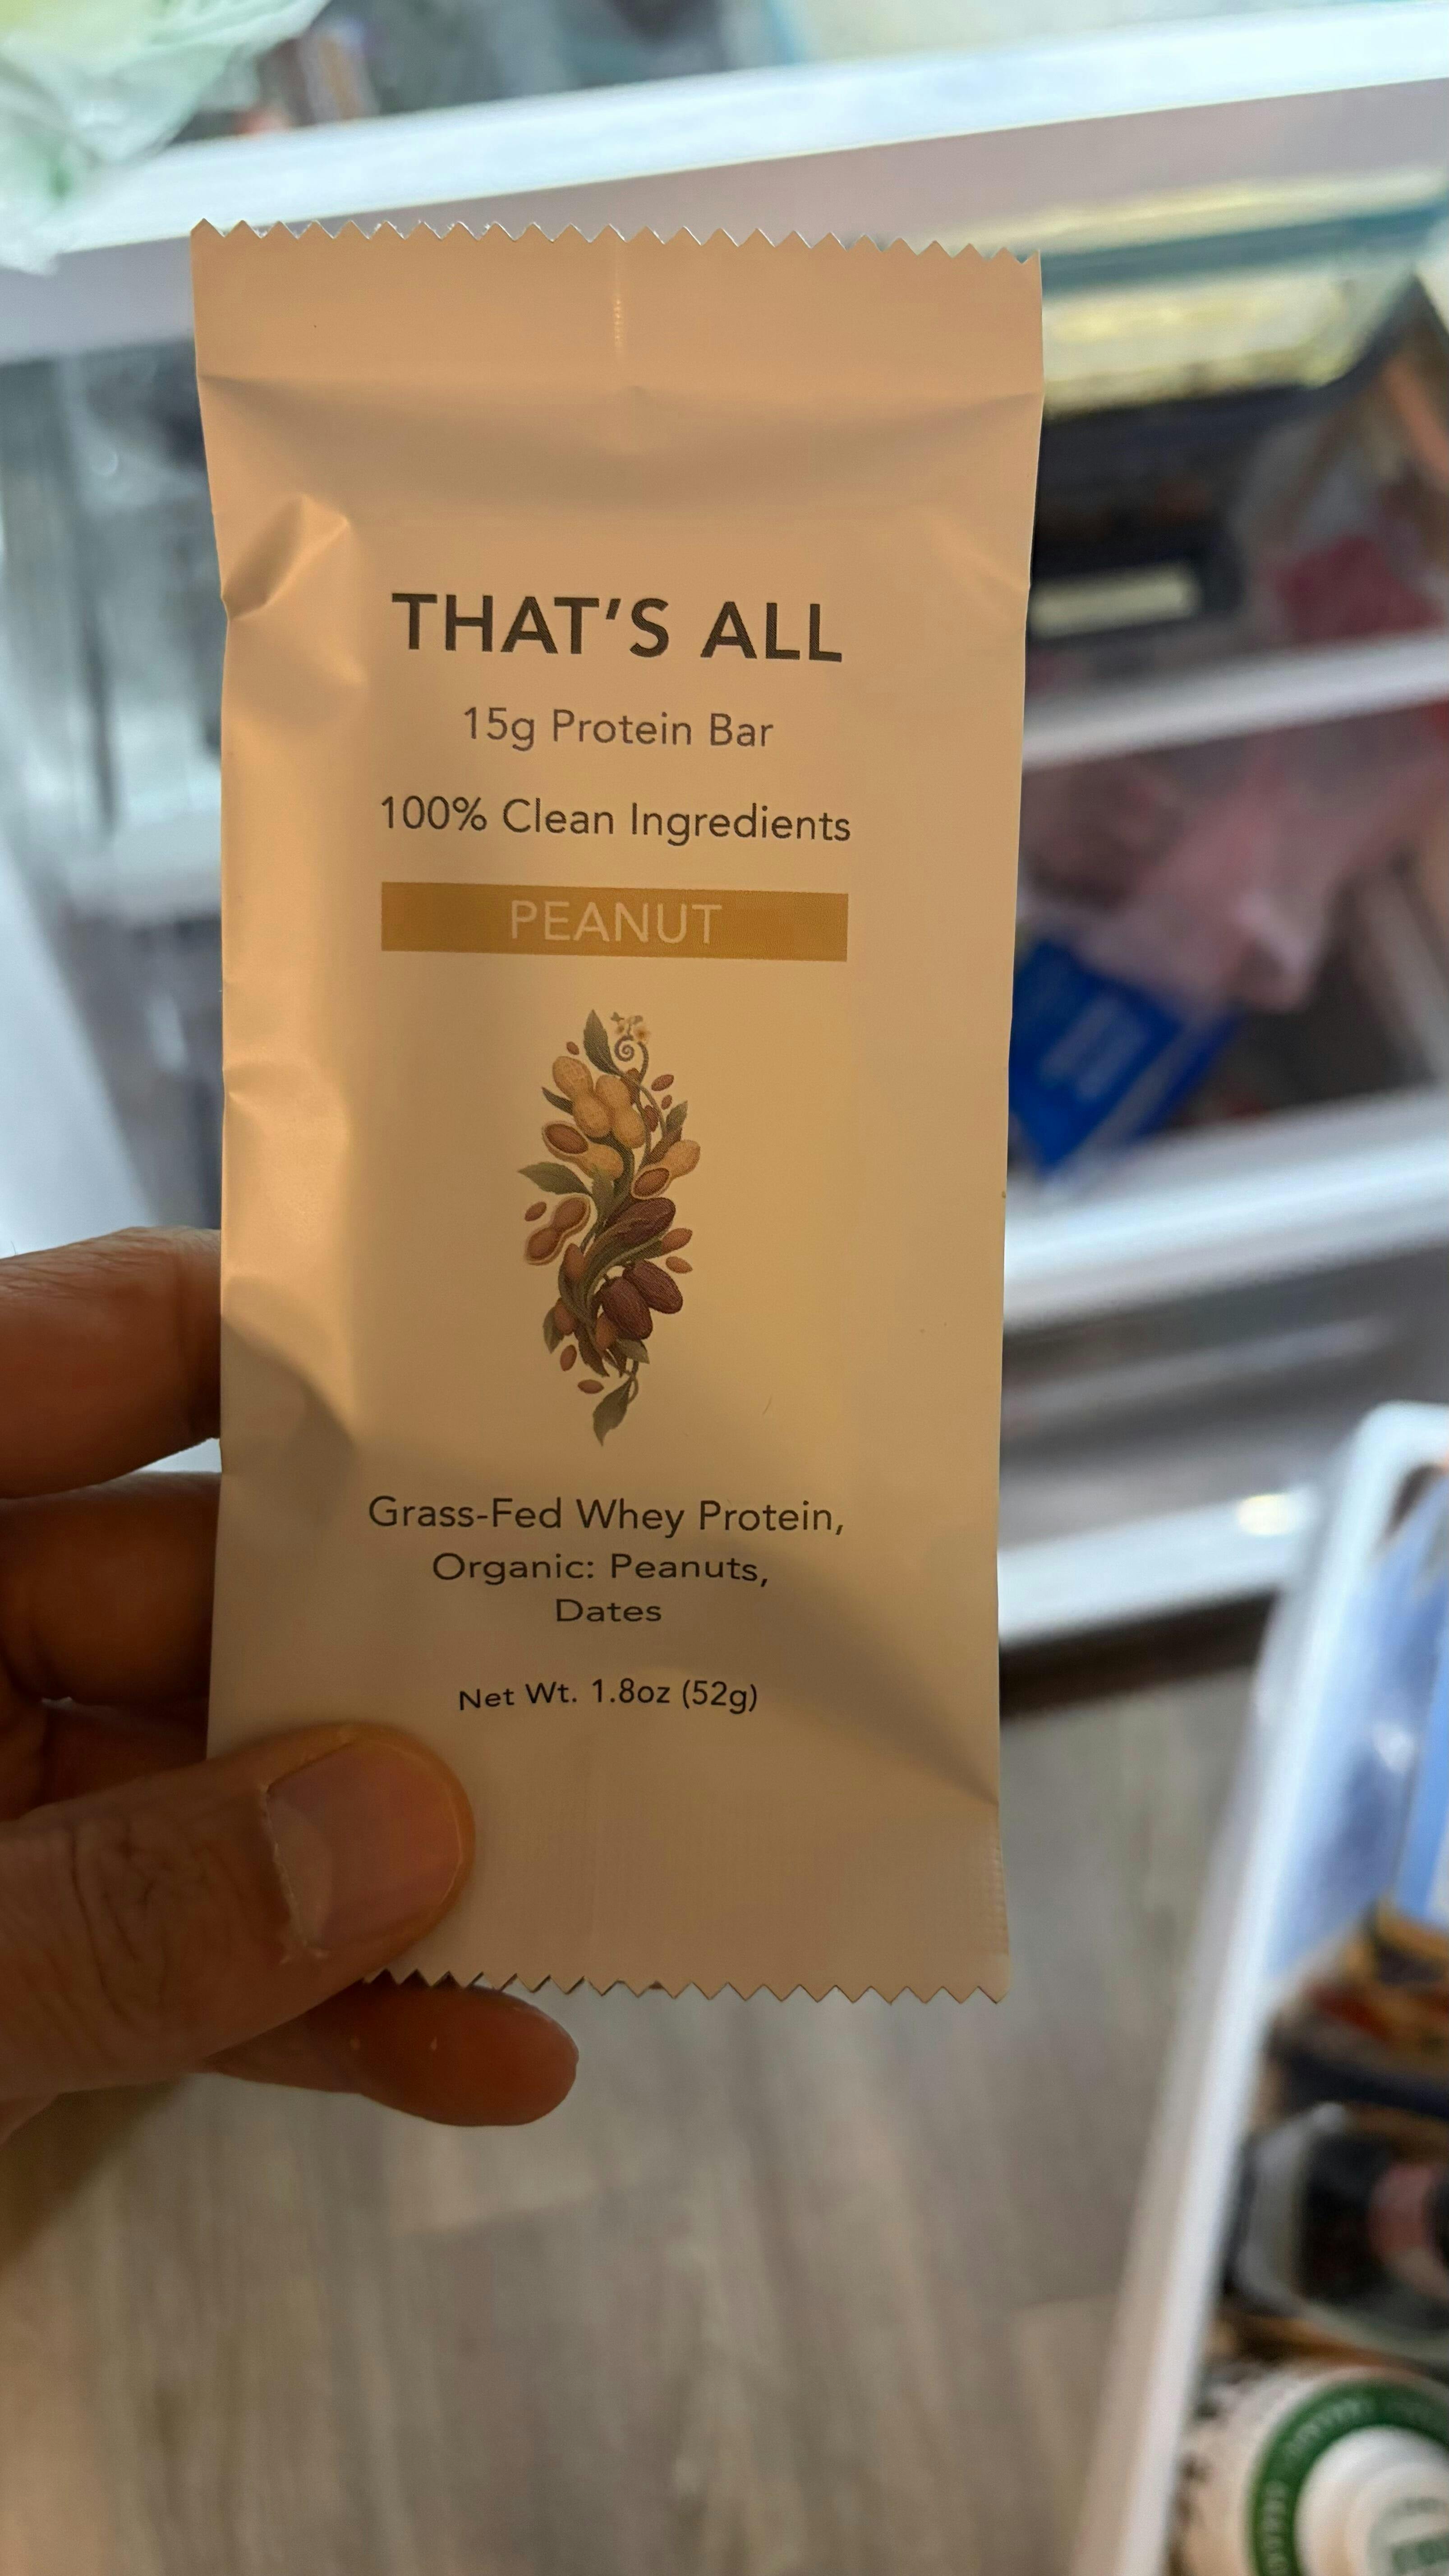 THAT'S ALL
15g Protein Bar
100% Clean Ingredients
PEANUT
Grass-Fed Whey Protein,
Organic: Peanuts,
Dates
Net Wt. 1.8oz (52g)